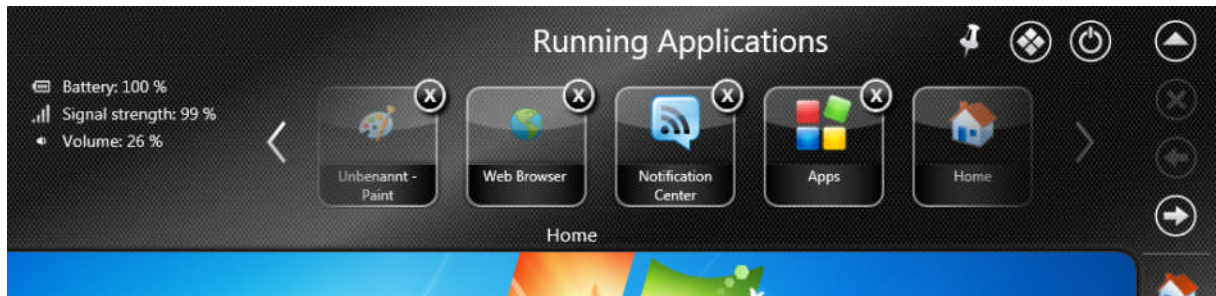 Running Applications
Battery: 100 %
Signal strength: 99 %
Volume: 26 %
Unbenannt -
Paint
Web Browser
Notification
Center
Apps
Home
Home